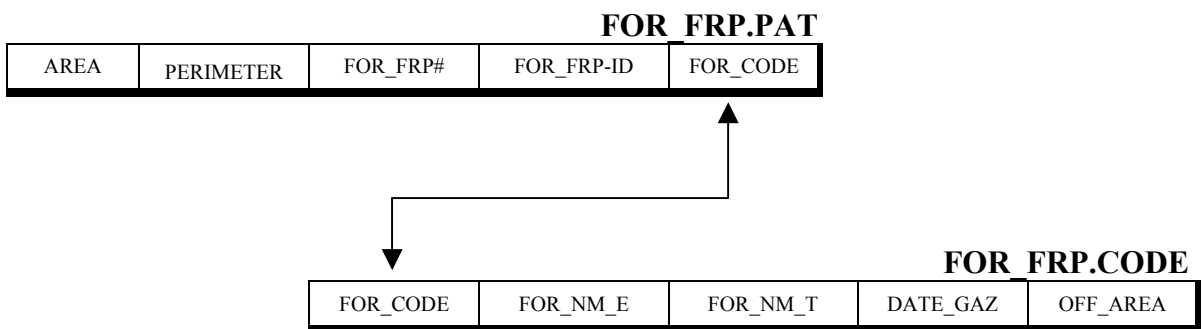 FOR_FRP.PAT
AREA PERIMETER FOR_FRP# FOR_FRP-ID FOR_CODE
FOR_FRP.CODE
FOR_CODE FOR_NM_E FOR_NM_T DATE_GAZ OFF_AREA